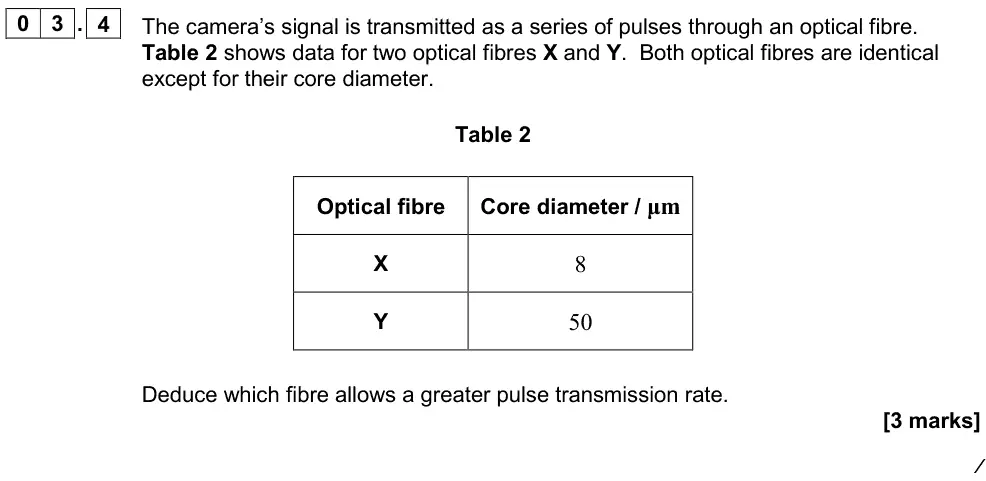 03.4 The camera's signal is transmitted as a series of pulses through an optical fibre.
Table 2 shows data for two optical fibres X and Y. Both optical fibres are identical
except for their core diameter.
Table 2
Optical fibre Core diameter / µm
X 8
Y 50
Deduce which fibre allows a greater pulse transmission rate.
[3 marks]
/